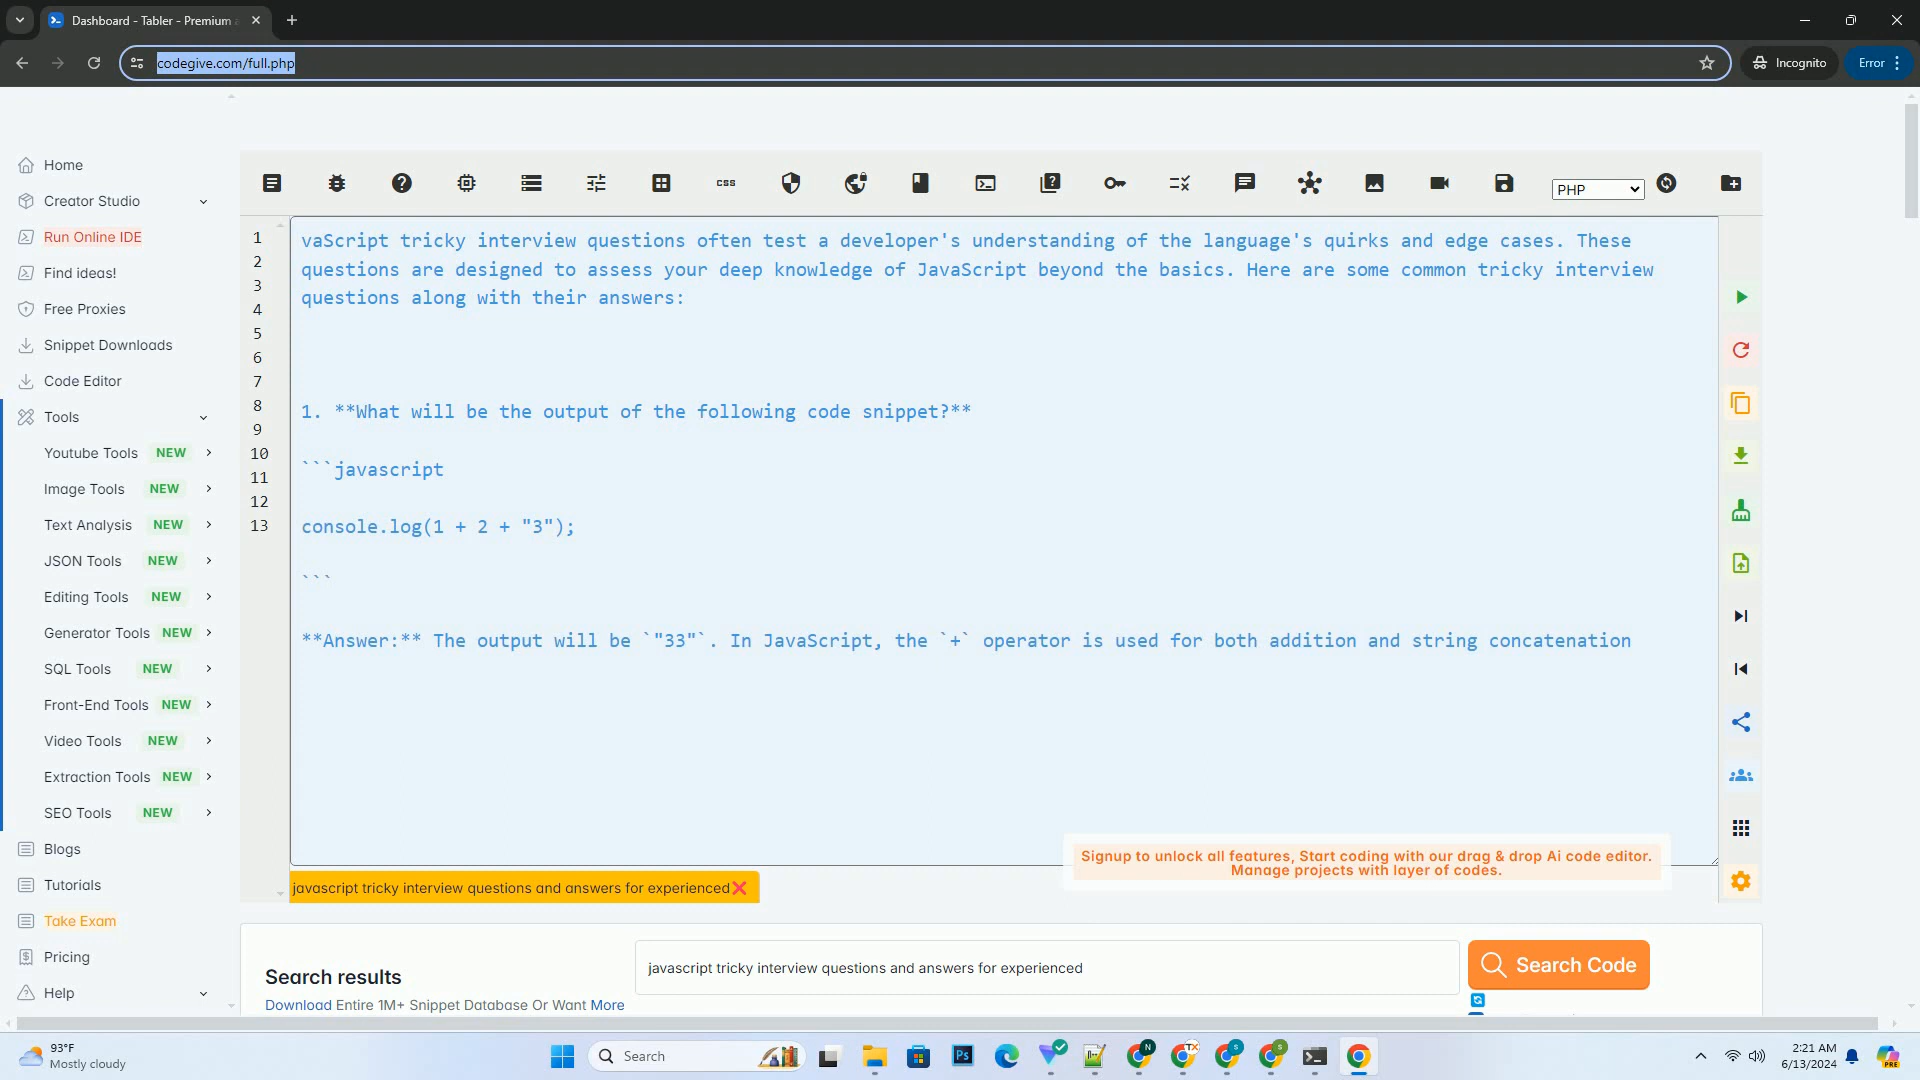 Dashboard - Tabler - Premium
codegive.com/full.php
Incognito
Error
Home
Creator Studio
Run Online IDE
Find ideas!
Free Proxies
Snippet Downloads
Code Editor
Tools
Youtube Tools NEW
Image Tools NEW
Text Analysis NEW
JSON Tools NEW
Editing Tools NEW
Generator Tools NEW
SQL Tools NEW
Front-End Tools NEW
Video Tools NEW
Extraction Tools NEW
SEO Tools NEW
Blogs
Tutorials
Take Exam
Pricing
Help
css
PHP
1
2
3
4
5
6
7
8
9
10
11
12
13
vaScript tricky interview questions often test a developer's understanding of the language's quirks and edge cases. These
questions are designed to assess your deep knowledge of JavaScript beyond the basics. Here are some common tricky interview
questions along with their answers:
1. **What will be the output of the following code snippet?**
```javascript
console.log(1 + 2 + "3");
```
**Answer:** The output will be `"33"`. In JavaScript, the `+` operator is used for both addition and string concatenation
Signup to unlock all features, Start coding with our drag & drop Ai code editor.
Manage projects with layer of codes.
javascript tricky interview questions and answers for experienced❌
Search results
Download Entire 1M+ Snippet Database Or Want More
javascript tricky interview questions and answers for experienced
Search Code
93°F
Mostly cloudy
Search
2:21 AM
6/13/2024